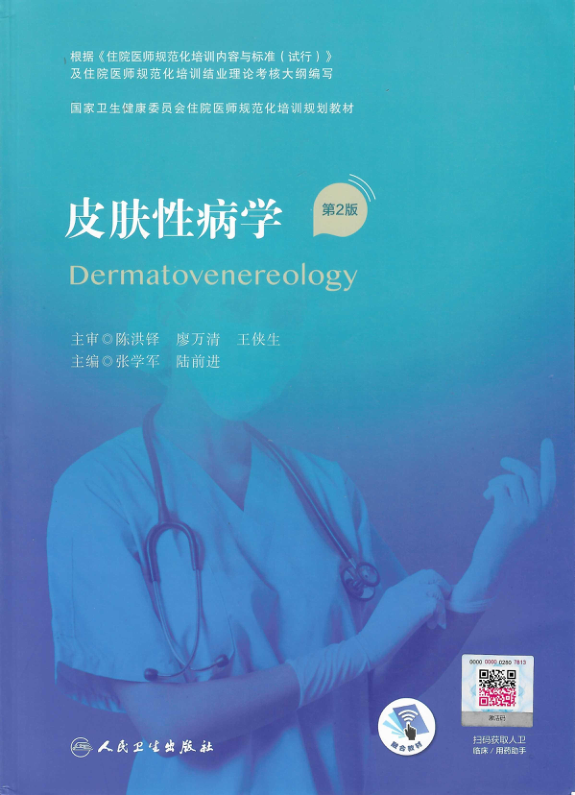 根据《住院医师规范化培训内容与标准（试行）》
及住院医师规范化培训结业理论考核大纲编写
国家卫生健康委员会住院医师规范化培训规划教材
皮肤性病学
第2版
Dermatovenereology
主审◎陈洪铎 廖万清 王侠生
主编◎张学军 陆前进
0000 0000 0280 7813
激活码
融合教材
人民卫生出版社
扫码获取人卫
临床/用药助手